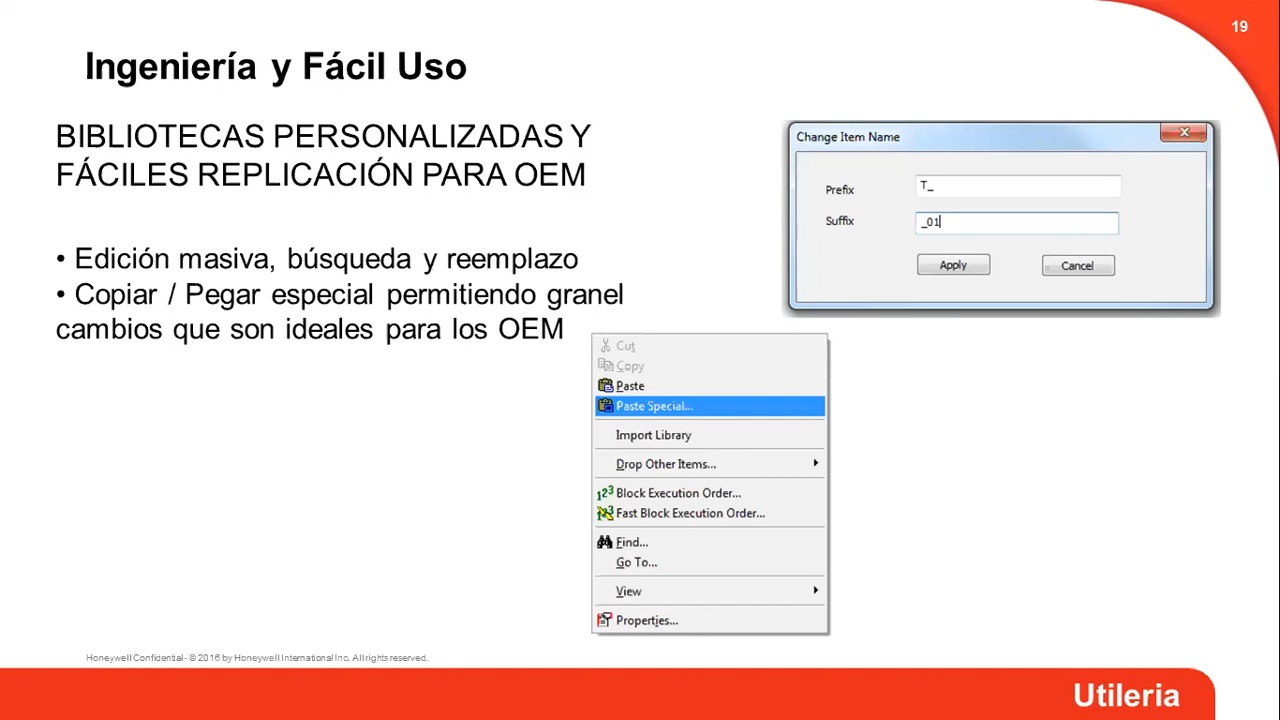 19
Ingeniería y Fácil Uso
BIBLIOTECAS PERSONALIZADAS Y
FÁCILES REPLICACIÓN PARA OEM
• Edición masiva, búsqueda y reemplazo
• Copiar / Pegar especial permitiendo granel
cambios que son ideales para los OEM
Change Item Name
Prefix T_
Suffix _01
Apply Cancel
Cut
Copy
Paste
Paste Special...
Import Library
Drop Other Items...
Block Execution Order...
Fast Block Execution Order...
Find...
Go To...
View
Properties...
Honeywell Confidential - © 2016 by Honeywell International Inc. All rights reserved.
Utileria